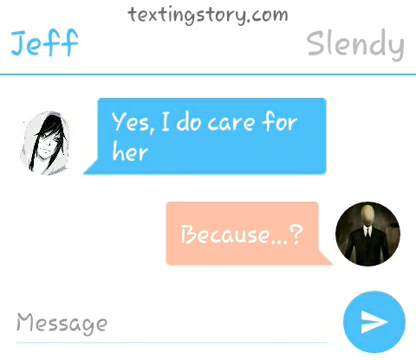 textingstory.com
Jeff
Slendy
Yes, I do care for
her
Because...?
Message